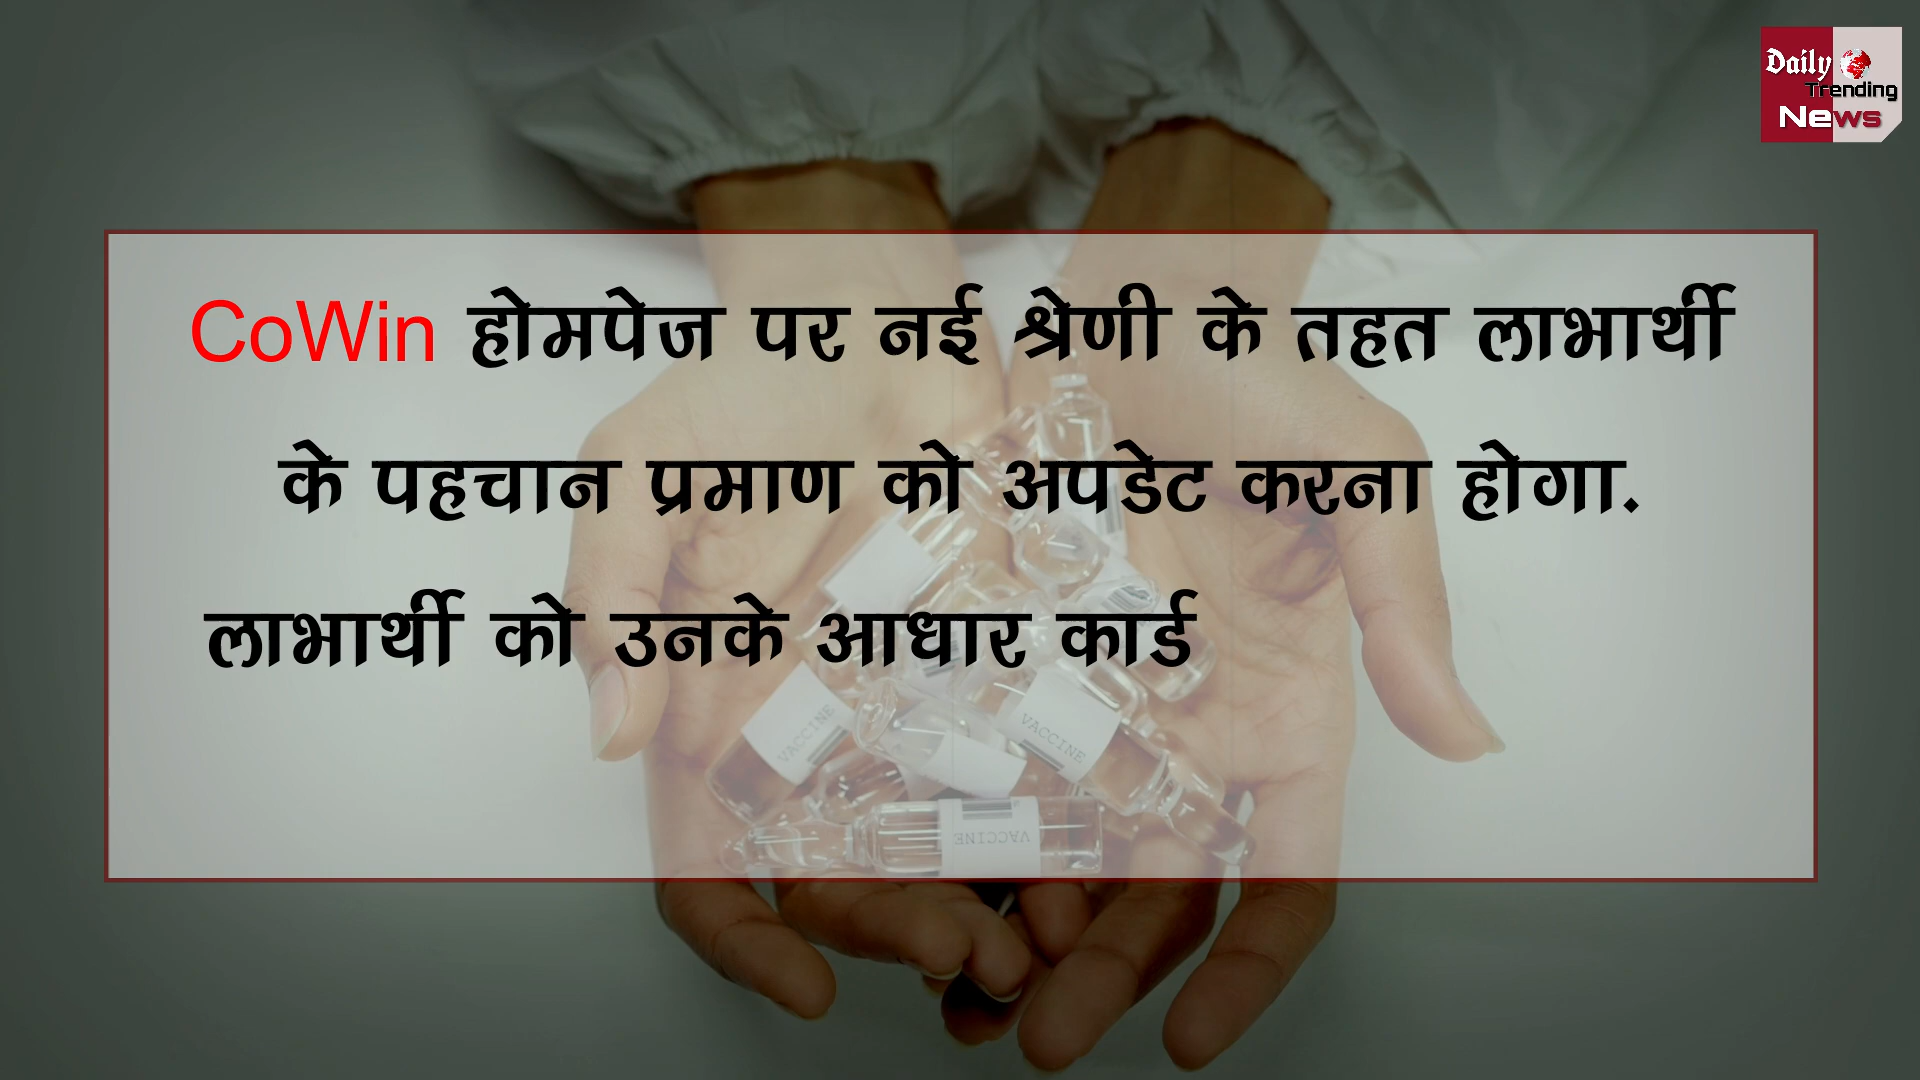 Daily
Trending
News
CoWin होमपेज पर नई श्रेणी के तहत लाभार्थी
के पहचान प्रमाण को अपडेट करना होगा.
लाभार्थी को उनके आधार कार्ड
VACCINE
VACCINE
VACCINE